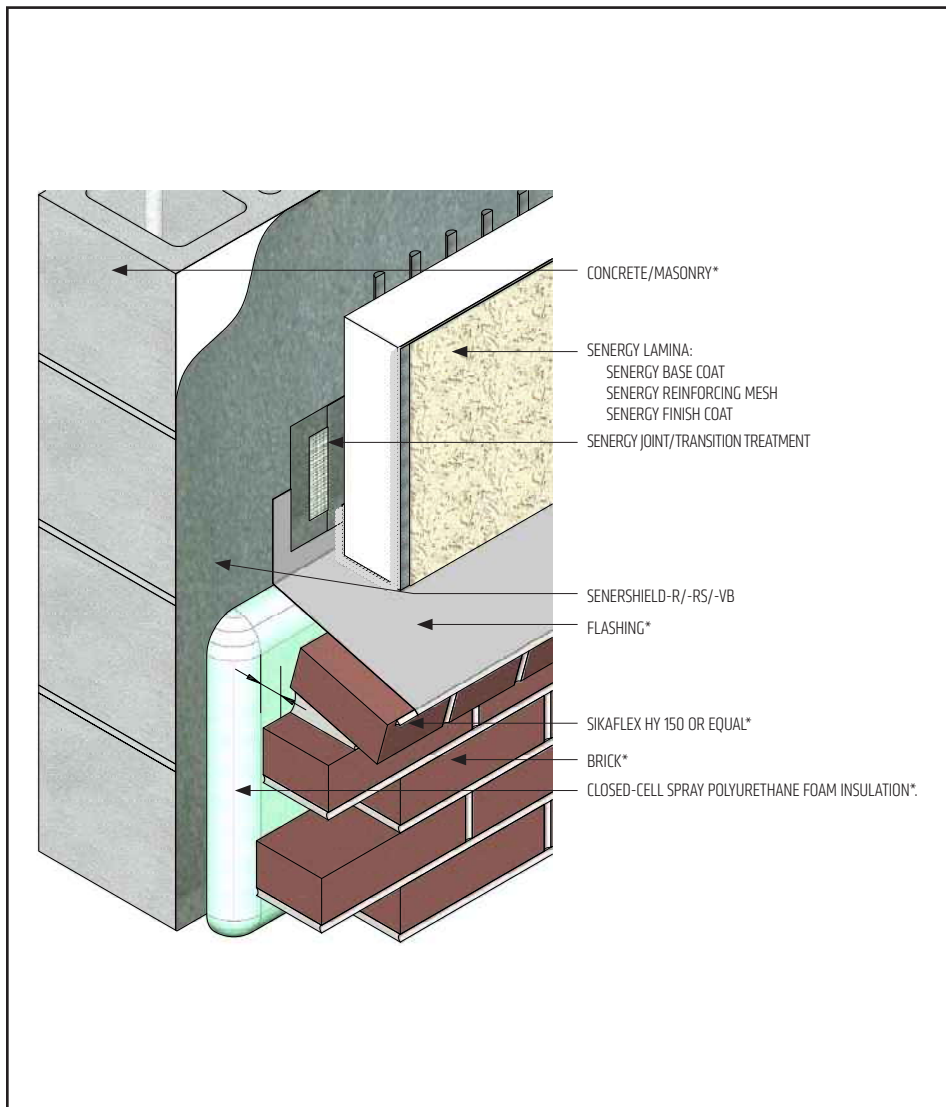 CONCRETE/MASONRY*
SENERGY LAMINA:
SENERGY BASE COAT
SENERGY REINFORCING MESH
SENERGY FINISH COAT
SENERGY JOINT/TRANSITION TREATMENT
SENERSHIELD-R/-RS/-VB
FLASHING*
SIKAFLEX HY 150 OR EQUAL*
BRICK*
CLOSED-CELL SPRAY POLYURETHANE FOAM INSULATION*.